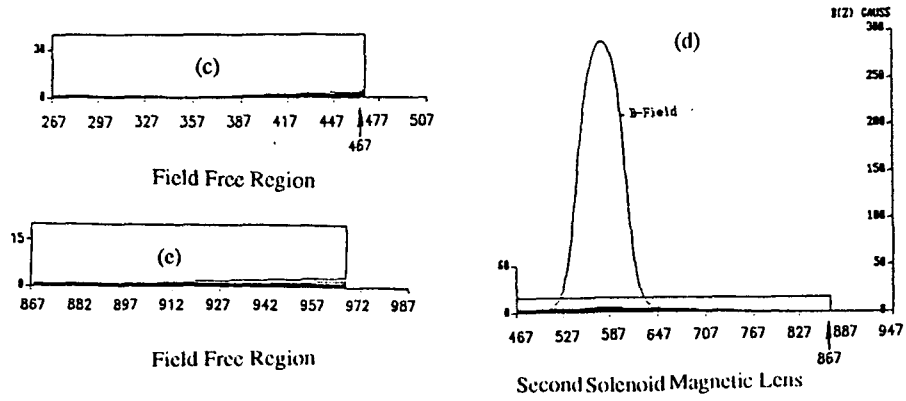 30
(c)
0
267 297 327 357 387 417 447 477 507
467
Field Free Region
15
(e)
0
867 882 897 912 927 942 957 972 987
Field Free Region
B(Z) GAUSS
300
(d)
250
B-Field
200
150
100
60
50
0
0
467 527 587 647 707 767 827 887 947
867
Second Solenoid Magnetic Lens